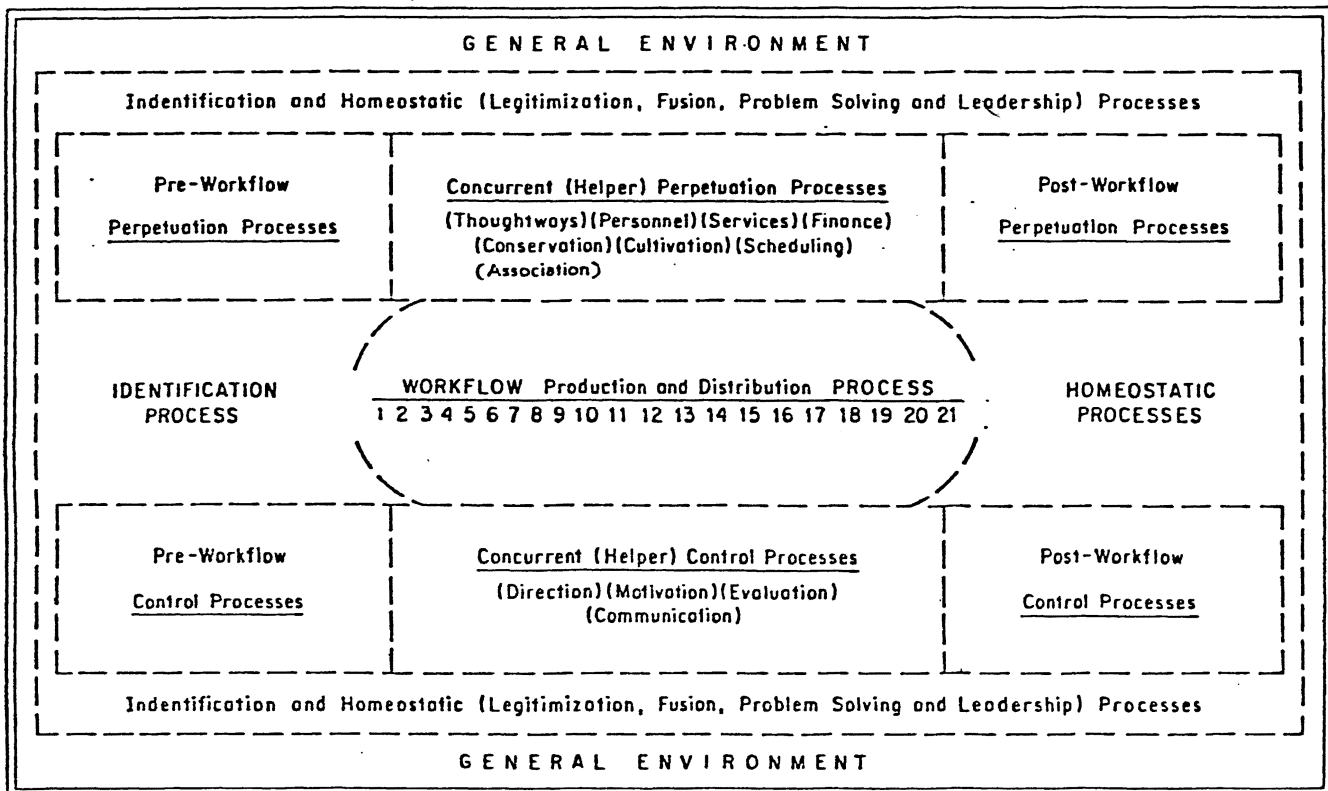 GENERAL ENVIRONMENT
Indentification and Homeostatic (Legitimization, Fusion, Problem Solving and Leadership) Processes
Pre-Workflow
Perpetuation Processes
Concurrent (Helper) Perpetuation Processes
(Thoughtways)(Personnel)(Services)(Finance)
(Conservation)(Cultivation)(Scheduling)
(Association)
Post-Workflow
Perpetuation Processes
IDENTIFICATION
PROCESS
WORKFLOW Production and Distribution PROCESS
1 2 3 4 5 6 7 8 9 10 11 12 13 14 15 16 17 18 19 20 21
HOMEOSTATIC
PROCESSES
Pre-Workflow
Control Processes
Concurrent (Helper) Control Processes
(Direction)(Motivation)(Evaluation)
(Communication)
Post-Workflow
Control Processes
Indentification and Homeostatic (Legitimization, Fusion, Problem Solving and Leadership) Processes
GENERAL ENVIRONMENT